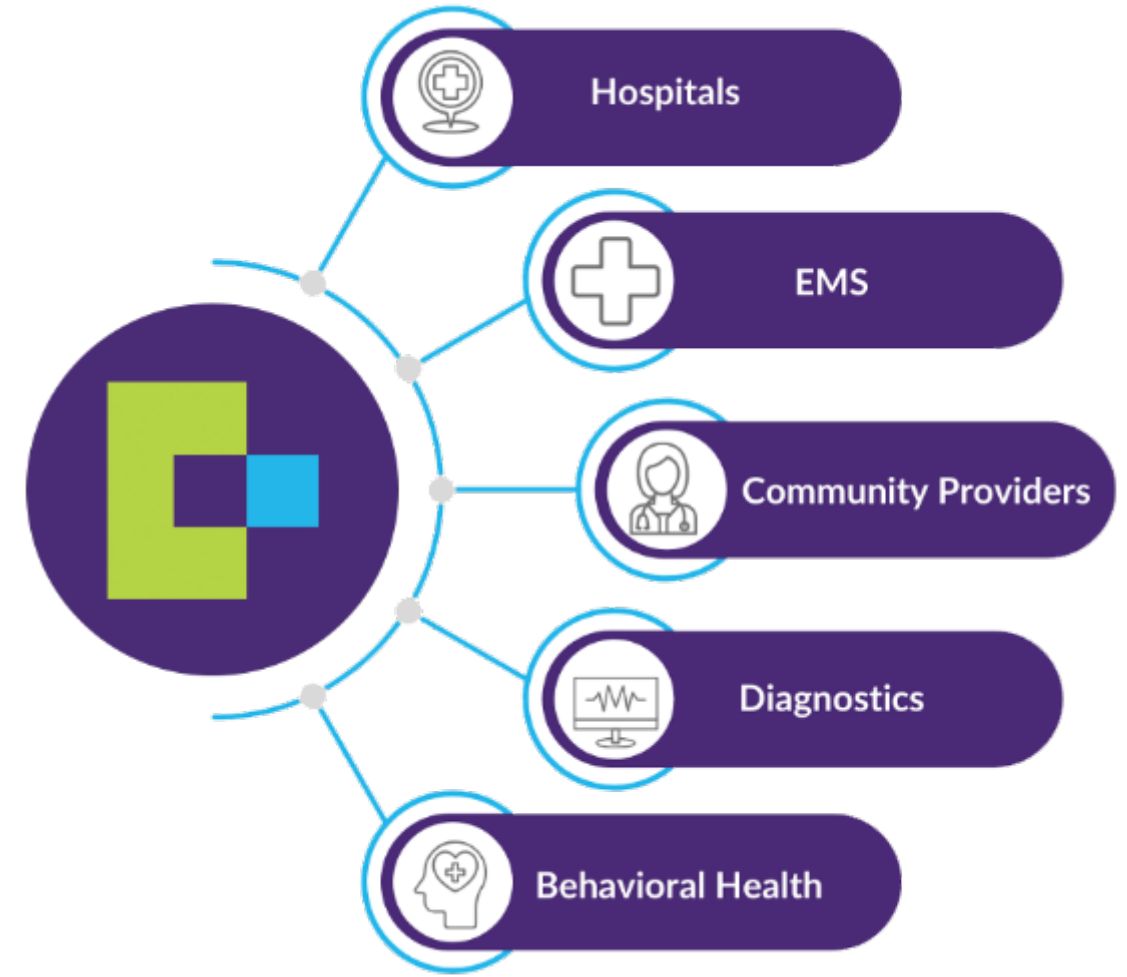 Hospitals
EMS
Community Providers
Diagnostics
Behavioral Health